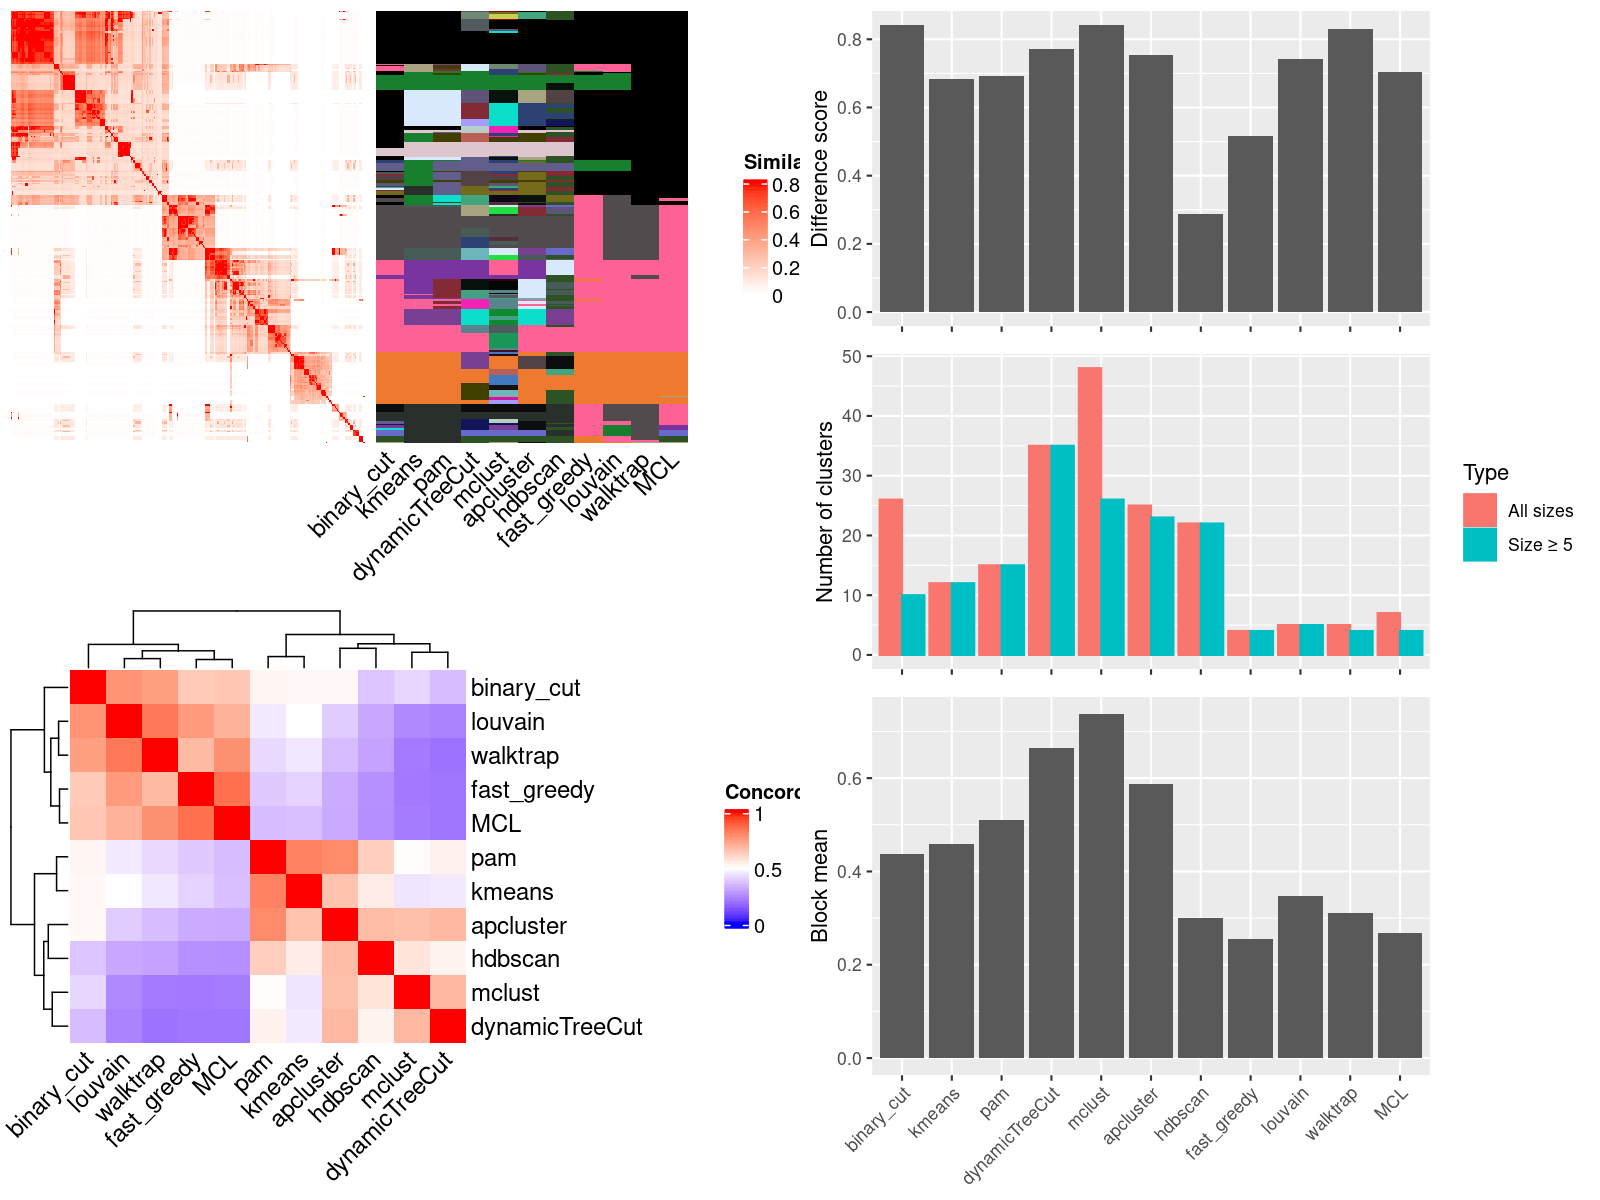 Simila
0.8
0.6
0.4
0.2
0
binary_cut
kmeans
pam
dynamicTreeCut
mclust
apcluster
hdbscan
fast_greedy
louvain
walktrap
MCL
binary_cut
louvain
walktrap
fast_greedy
MCL
pam
kmeans
apcluster
hdbscan
mclust
dynamicTreeCut
binary_cut
louvain
walktrap
fast_greedy
MCL
pam
kmeans
apcluster
hdbscan
mclust
dynamicTreeCut
Concord
1
0.5
0
Difference score
0.8
0.6
0.4
0.2
0.0
Number of clusters
50
40
30
20
10
0
Type
All sizes
Size ≥ 5
Block mean
0.6
0.4
0.2
0.0
binary_cut
kmeans
pam
dynamicTreeCut
mclust
apcluster
hdbscan
fast_greedy
louvain
walktrap
MCL